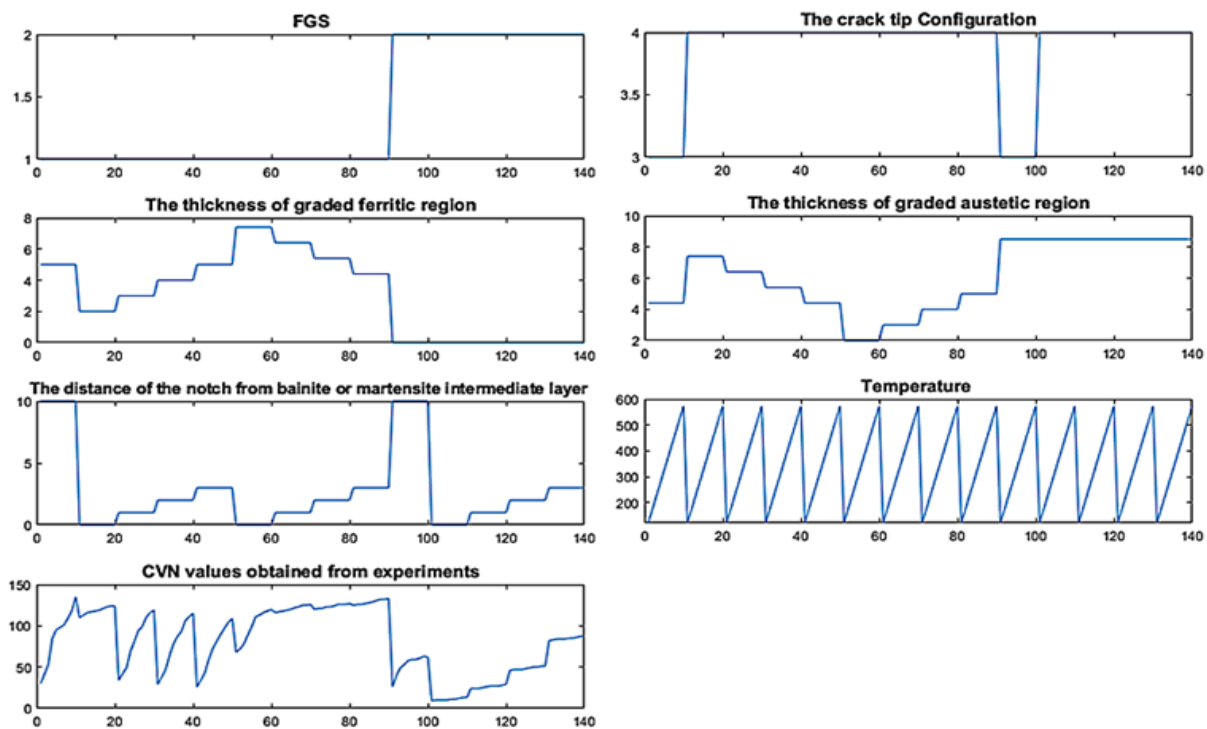 FGS
2
1.5
1
0 20 40 60 80 100 120 140
The crack tip Configuration
4
3.5
3
0 20 40 60 80 100 120 140
The thickness of graded ferritic region
8
6
4
2
0
0 20 40 60 80 100 120 140
The thickness of graded austetic region
10
8
6
4
2
0 20 40 60 80 100 120 140
The distance of the notch from bainite or martensite intermediate layer
10
5
0
0 20 40 60 80 100 120 140
Temperature
600
500
400
300
200
0 20 40 60 80 100 120 140
CVN values obtained from experiments
150
100
50
0
0 20 40 60 80 100 120 140